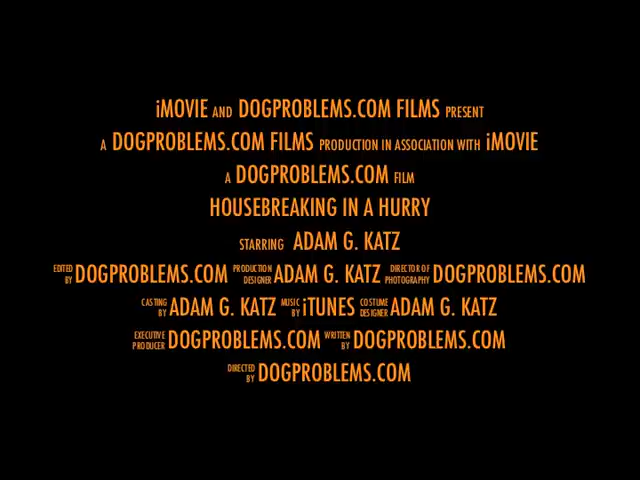 iMOVIE AND DOGPROBLEMS.COM FILMS PRESENT
A DOGPROBLEMS.COM FILMS PRODUCTION IN ASSOCIATION WITH iMOVIE
A DOGPROBLEMS.COM FILM
HOUSEBREAKING IN A HURRY
STARRING ADAM G. KATZ
EDITED BY DOGPROBLEMS.COM PRODUCTION DESIGNER ADAM G. KATZ DIRECTOR OF PHOTOGRAPHY DOGPROBLEMS.COM
CASTING BY ADAM G. KATZ MUSIC BY iTUNES COSTUME DESIGNER ADAM G. KATZ
EXECUTIVE PRODUCER DOGPROBLEMS.COM WRITTEN BY DOGPROBLEMS.COM
DIRECTED BY DOGPROBLEMS.COM